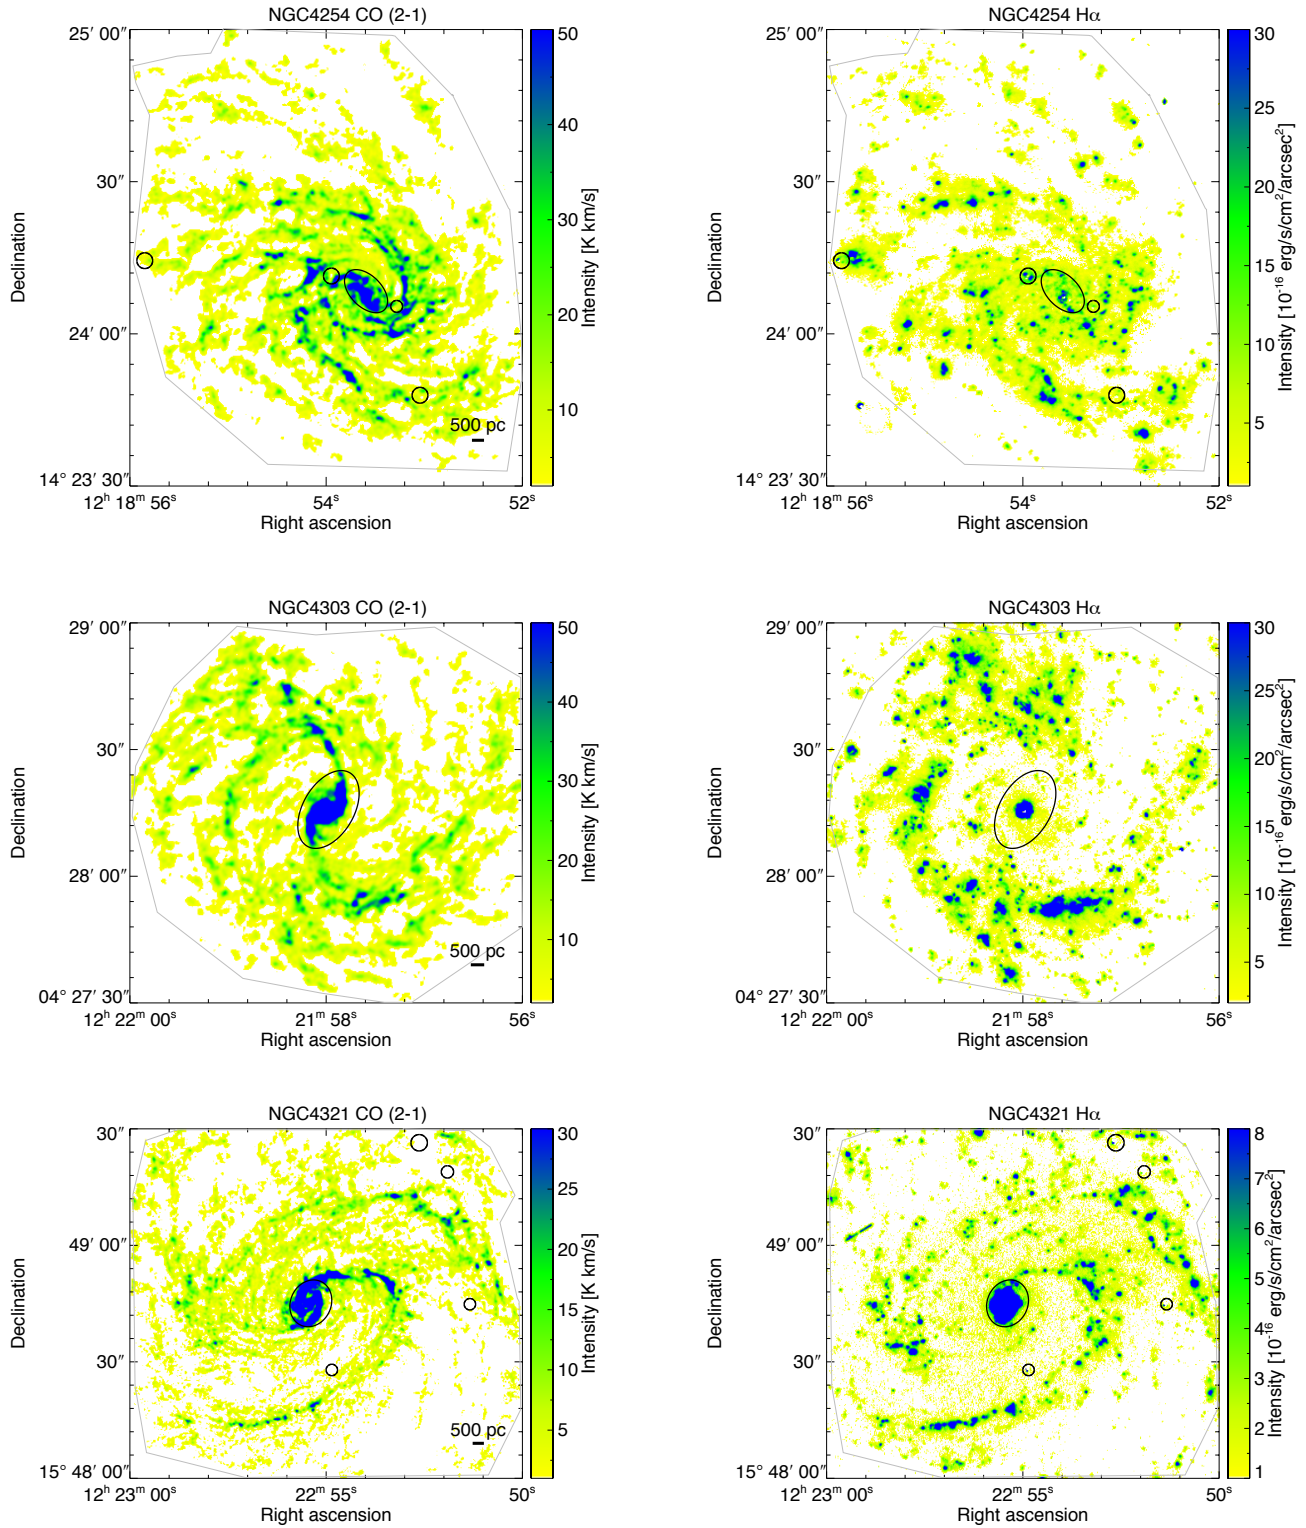 NGC4254 CO (2-1)
25′ 00″
30″
24′ 00″
14° 23′ 30″
12ʰ 18ᵐ 56ˢ
54ˢ
52ˢ
Right ascension
Declination
500 pc
50
40
30
20
10
Intensity [K km/s]
NGC4254 Hα
25′ 00″
30″
24′ 00″
14° 23′ 30″
12ʰ 18ᵐ 56ˢ
54ˢ
52ˢ
Right ascension
Declination
30
25
20
15
10
5
Intensity [10⁻¹⁶ erg/s/cm²/arcsec²]
NGC4303 CO (2-1)
29′ 00″
30″
28′ 00″
04° 27′ 30″
12ʰ 22ᵐ 00ˢ
21ᵐ 58ˢ
56ˢ
Right ascension
Declination
500 pc
50
40
30
20
10
Intensity [K km/s]
NGC4303 Hα
29′ 00″
30″
28′ 00″
04° 27′ 30″
12ʰ 22ᵐ 00ˢ
21ᵐ 58ˢ
56ˢ
Right ascension
Declination
30
25
20
15
10
5
Intensity [10⁻¹⁶ erg/s/cm²/arcsec²]
NGC4321 CO (2-1)
30″
49′ 00″
30″
15° 48′ 00″
12ʰ 23ᵐ 00ˢ
22ᵐ 55ˢ
50ˢ
Right ascension
Declination
500 pc
30
25
20
15
10
5
Intensity [K km/s]
NGC4321 Hα
30″
49′ 00″
30″
15° 48′ 00″
12ʰ 23ᵐ 00ˢ
22ᵐ 55ˢ
50ˢ
Right ascension
Declination
8
7
6
5
4
3
2
1
Intensity [10⁻¹⁶ erg/s/cm²/arcsec²]